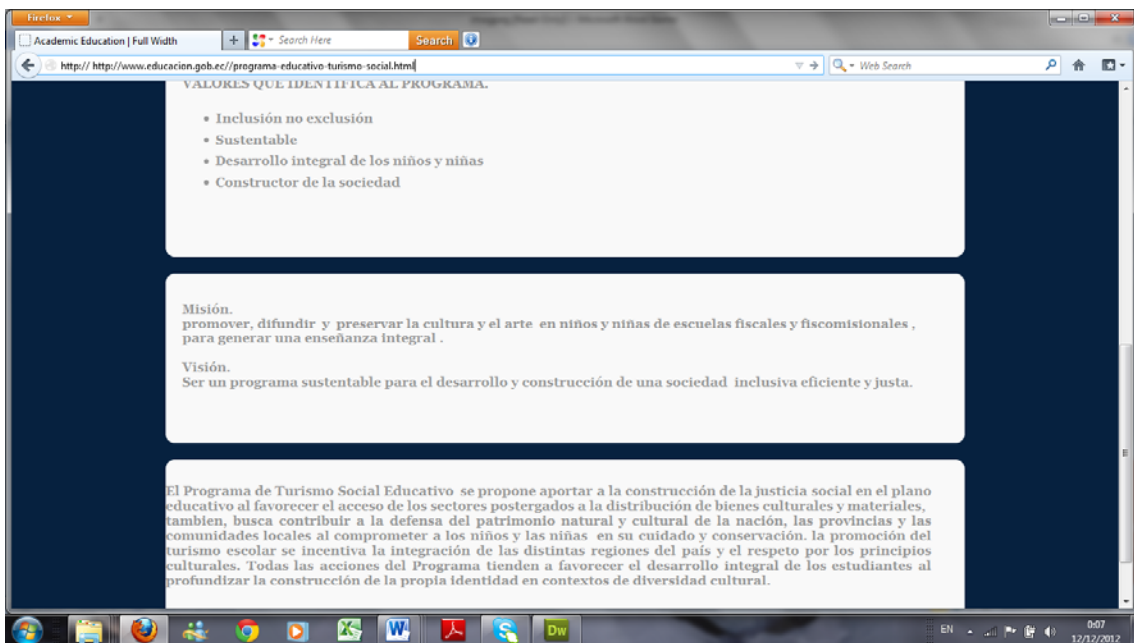 Firefox
Academic Education | Full Width
Search Here
Search
http:// http://www.educacion.gob.ec//programa-educativo-turismo-social.html
Web Search
VALORES QUE IDENTIFICA AL PROGRAMA.
• Inclusión no exclusión
• Sustentable
• Desarrollo integral de los niños y niñas
• Constructor de la sociedad
Misión.
promover, difundir y preservar la cultura y el arte en niños y niñas de escuelas fiscales y fiscomisionales ,
para generar una enseñanza integral .
Visión.
Ser un programa sustentable para el desarrollo y construcción de una sociedad inclusiva eficiente y justa.
El Programa de Turismo Social Educativo se propone aportar a la construcción de la justicia social en el plano
educativo al favorecer el acceso de los sectores postergados a la distribución de bienes culturales y materiales,
tambien, busca contribuir a la defensa del patrimonio natural y cultural de la nación, las provincias y las
comunidades locales al comprometer a los niños y las niñas en su cuidado y conservación. la promoción del
turismo escolar se incentiva la integración de las distintas regiones del país y el respeto por los principios
culturales. Todas las acciones del Programa tienden a favorecer el desarrollo integral de los estudiantes al
profundizar la construcción de la propia identidad en contextos de diversidad cultural.
Dw
EN
0:07
12/12/2012